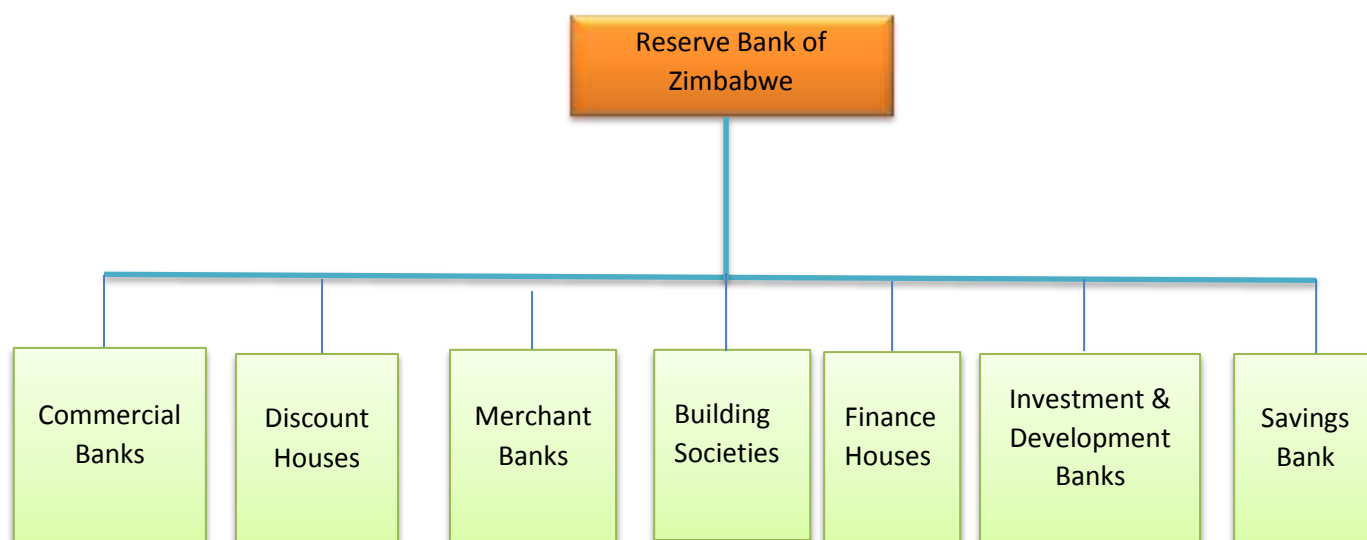 Reserve Bank of
Zimbabwe
Commercial
Banks
Discount
Houses
Merchant
Banks
Building
Societies
Finance
Houses
Investment &
Development
Banks
Savings
Bank